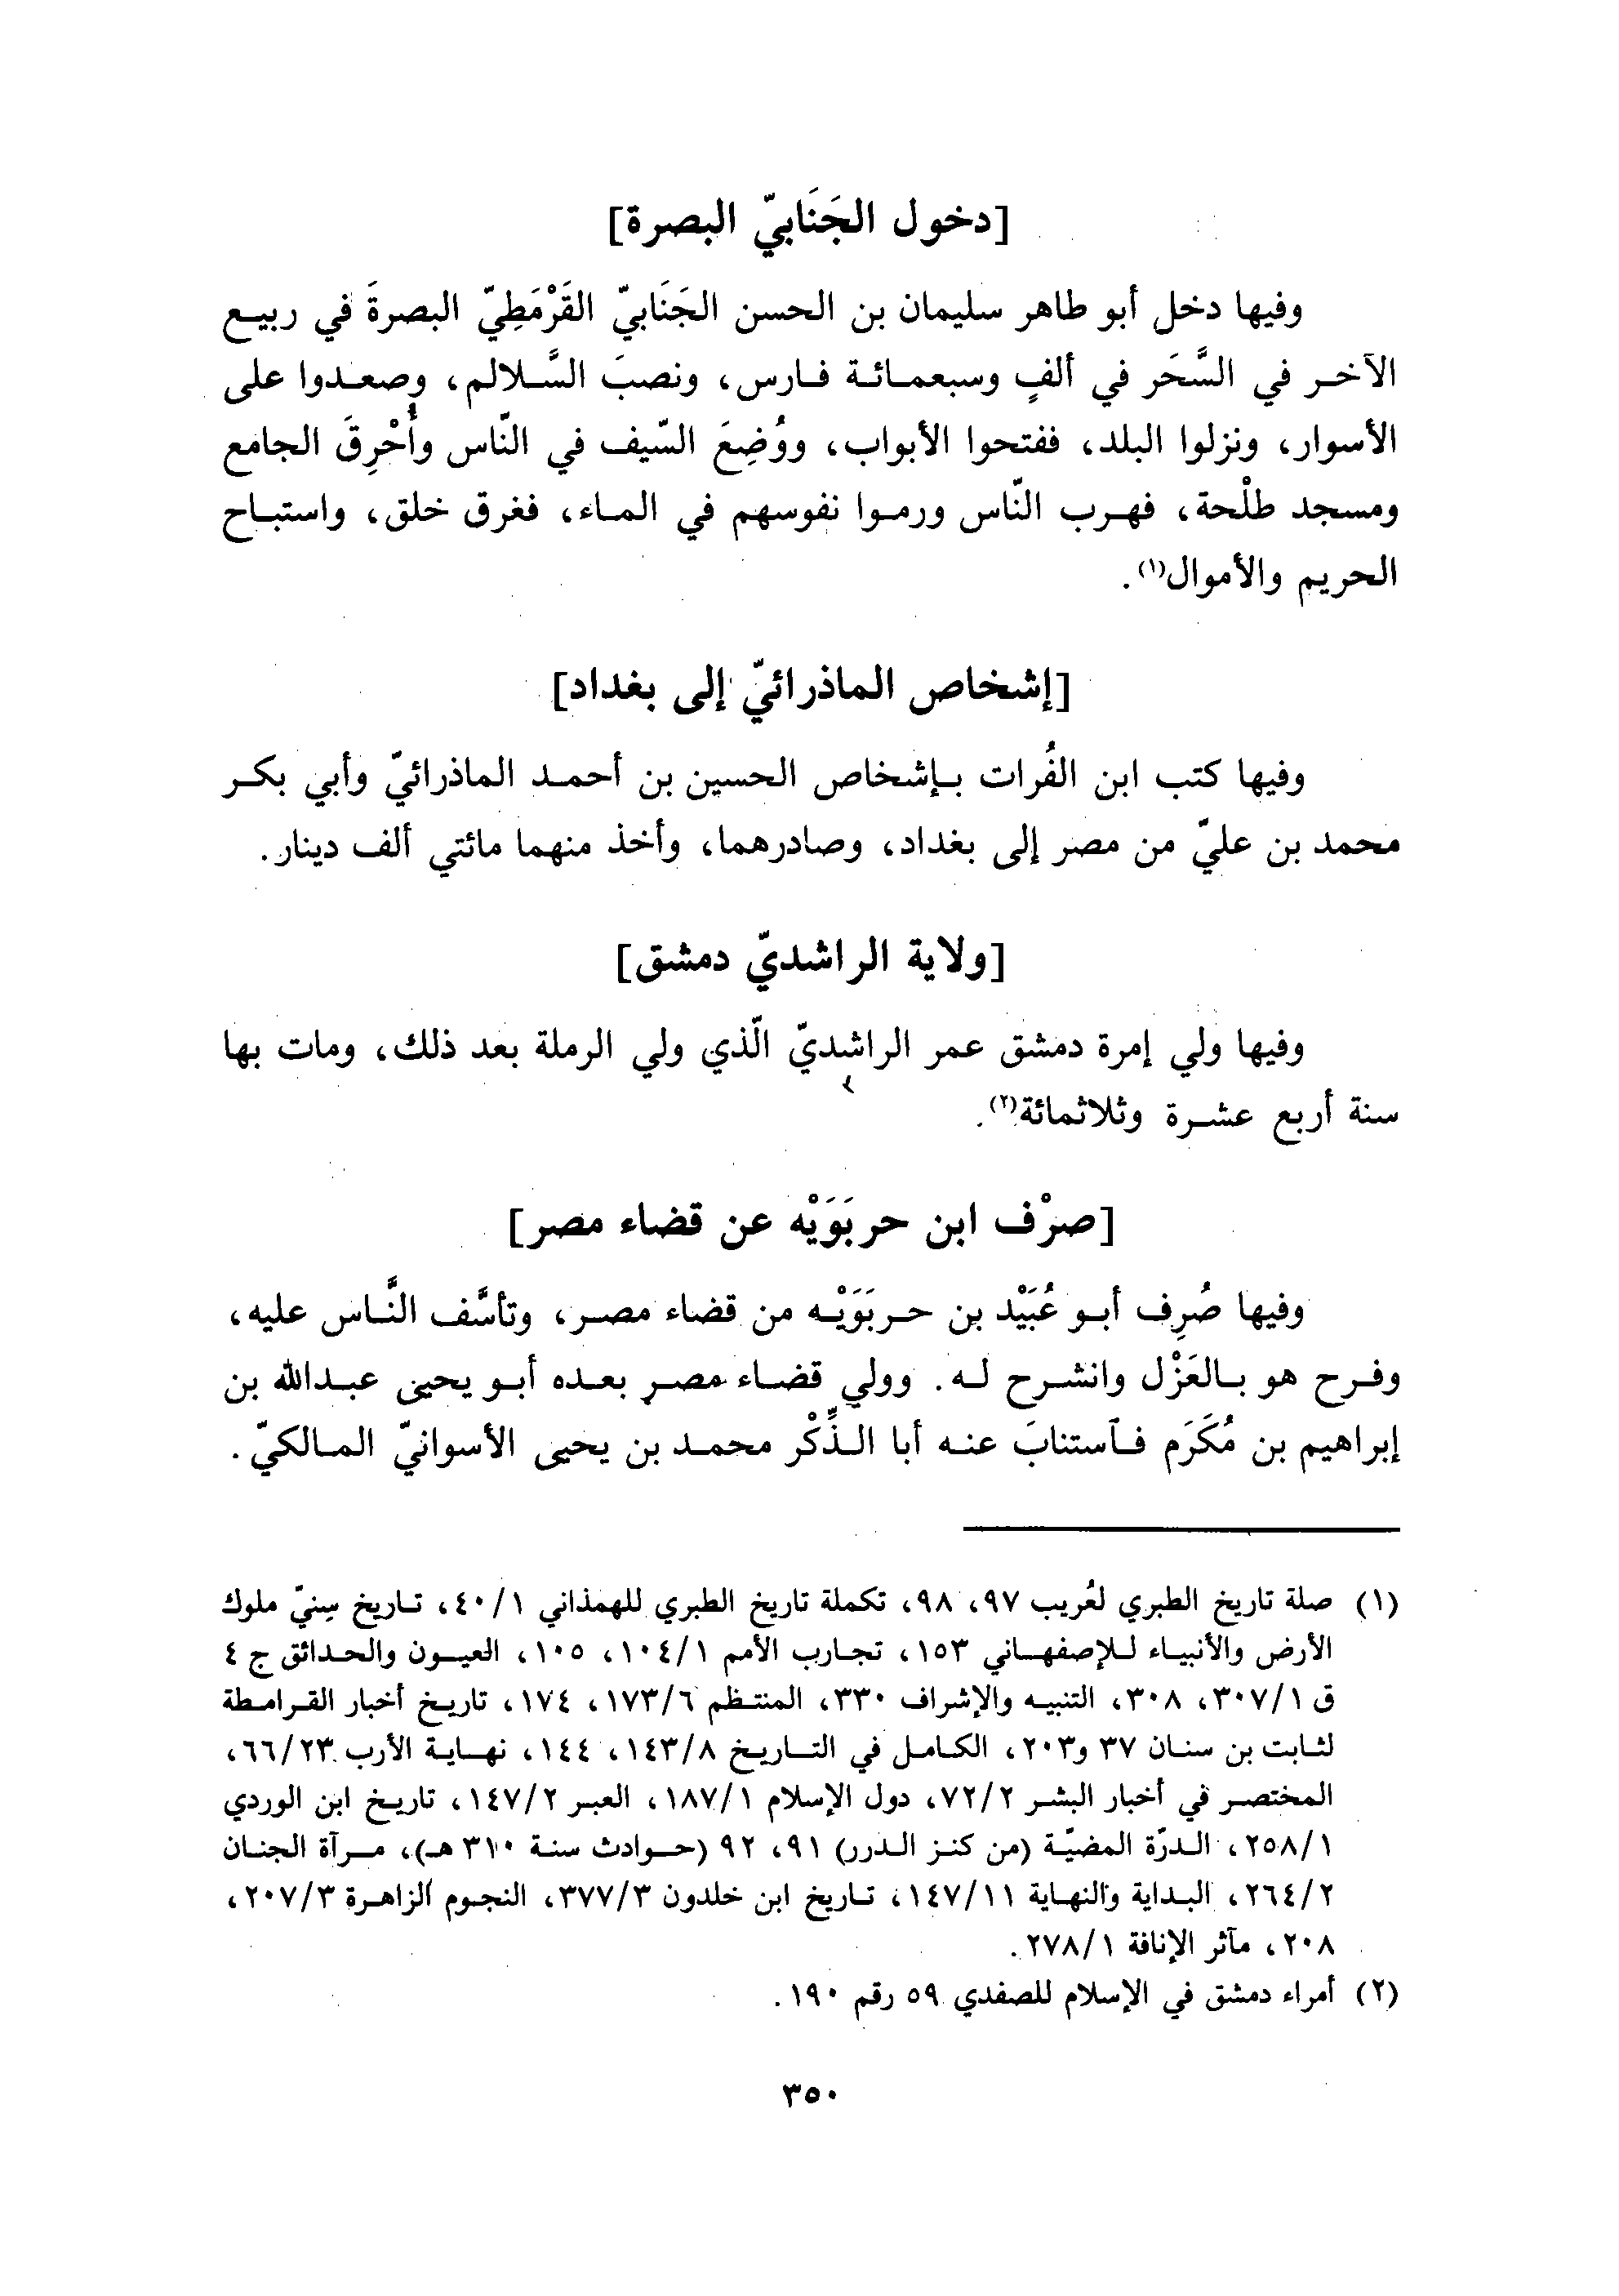 [دخول الجَنَابيّ البصرة]
وفيها دخل أبو طاهر سليمان بن الحسن الجَنَابيّ القَرْمَطِيّ البصرةَ في ربيع
الآخر في السَّحَر في ألفٍ وسبعمائة فارس، ونصبَ السَّلالم، وصعدوا على
الأسوار، ونزلوا البلد، ففتحوا الأبواب، ووُضِعَ السّيف في النّاس وأُحْرِقَ الجامع
ومسجد طلْحة، فهرب النّاس ورموا نفوسهم في الماء، فغرق خلق، واستباح
الحريم والأموال(١).
[إشخاص الماذرائيّ إلى بغداد]
وفيها كتب ابن الفُرات بإشخاص الحسين بن أحمد الماذرائيّ وأبي بكر
محمد بن عليّ من مصر إلى بغداد، وصادرهما، وأخذ منهما مائتي ألف دينار.
[ولاية الراشديّ دمشق]
وفيها ولي إمرة دمشق عمر الراشديّ الّذي ولي الرملة بعد ذلك، ومات بها
سنة أربع عشرة وثلاثمائة(٢).
[صرْف ابن حربَوَيْه عن قضاء مصر]
وفيها صُرِف أبو عُبَيْد بن حربَوَيْه من قضاء مصر، وتأسَّف النَّاس عليه،
وفرح هو بالعَزْل وانشرح له. وولي قضاء مصر بعده أبو يحيى عبدالله بن
إبراهيم بن مُكَرَم فآستنابَ عنه أبا الذِّكْر محمد بن يحيى الأسوانيّ المالكيّ.
(١) صلة تاريخ الطبري لعُريب ٩٧، ٩٨، تكملة تاريخ الطبري للهمذاني ٤٠/١، تاريخ سِنيّ ملوك
الأرض والأنبياء للإصفهاني ١٥٣، تجارب الأمم ١٠٤/١، ١٠٥، العيون والحدائق ج ٤
ق ٣٠٧/١، ٣٠٨، التنبيه والإشراف ٣٣٠، المنتظم ١٧٣/٦، ١٧٤، تاريخ أخبار القرامطة
لثابت بن سنان ٣٧ و٢٠٣، الكامل في التاريخ ١٤٣/٨، ١٤٤، نهاية الأرب ٦٦/٢٣،
المختصر في أخبار البشر ٧٢/٢، دول الإسلام ١٨٧/١، العبر ١٤٧/٢، تاريخ ابن الوردي
٢٥٨/١، الدرّة المضيّة (من كنز الدرر) ٩١، ٩٢ (حوادث سنة ٣١٠ هـ)، مرآة الجنان
٢٦٤/٢، البداية والنهاية ١٤٧/١١، تاريخ ابن خلدون ٣٧٧/٣، النجوم الزاهرة ٢٠٧/٣،
٢٠٨، مآثر الإنافة ٢٧٨/١.
(٢) أمراء دمشق في الإسلام للصفدي ٥٩ رقم ١٩٠.
٣٥٠